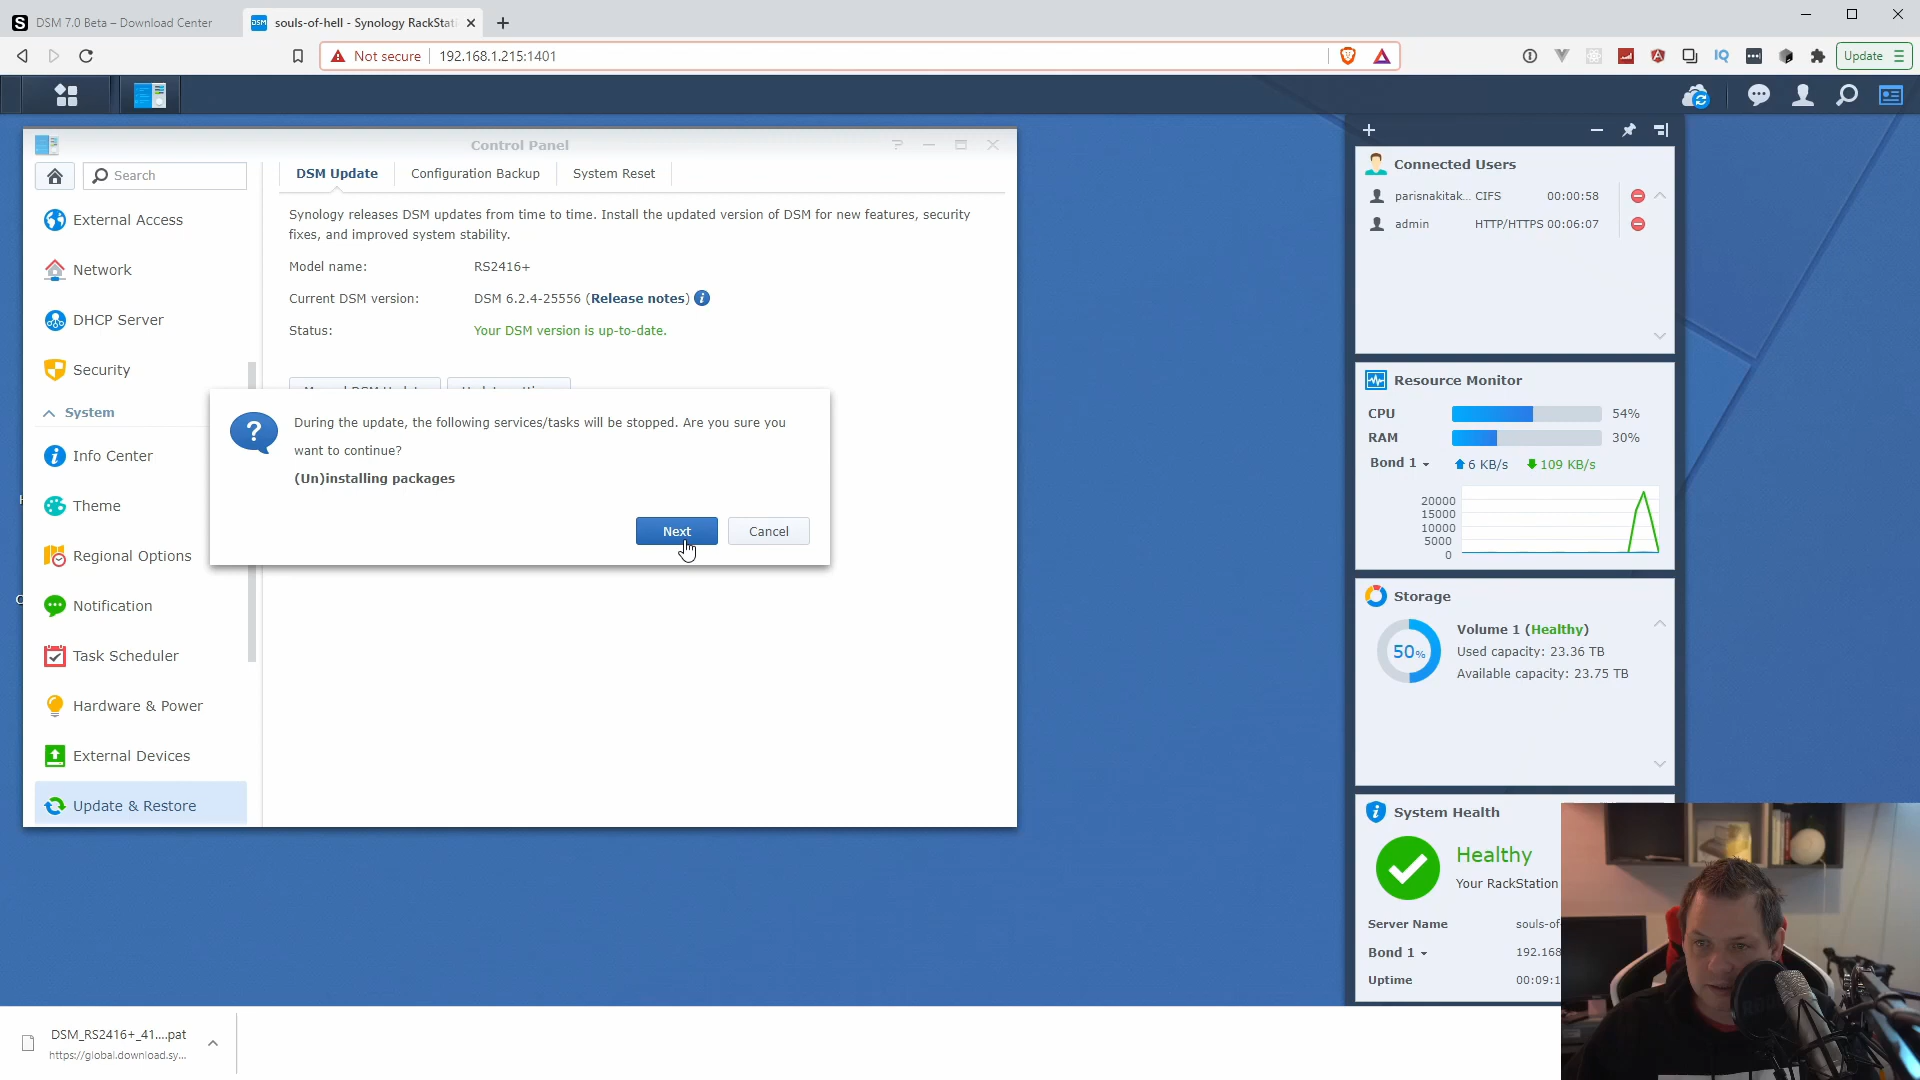 DSM 7.0 Beta – Download Center
souls-of-hell - Synology RackStati
Not secure
192.168.1.215:1401
Update
Control Panel
Search
External Access
Network
DHCP Server
Security
System
Info Center
Theme
Regional Options
Notification
Task Scheduler
Hardware & Power
External Devices
Update & Restore
DSM Update
Configuration Backup
System Reset
Synology releases DSM updates from time to time. Install the updated version of DSM for new features, security
fixes, and improved system stability.
Model name: RS2416+
Current DSM version: DSM 6.2.4-25556 (Release notes)
Status: Your DSM version is up-to-date.
During the update, the following services/tasks will be stopped. Are you sure you
want to continue?
(Un)installing packages
Next
Cancel
Connected Users
parisnakitak... CIFS 00:00:58
admin HTTP/HTTPS 00:06:07
Resource Monitor
CPU 54%
RAM 30%
Bond 1 6 KB/s 109 KB/s
20000
15000
10000
5000
0
Storage
50%
Volume 1 (Healthy)
Used capacity: 23.36 TB
Available capacity: 23.75 TB
System Health
Healthy
Your RackStation
Server Name souls-of
Bond 1 192.168
Uptime 00:09:1
DSM_RS2416+_41....pat
https://global.download.sy...